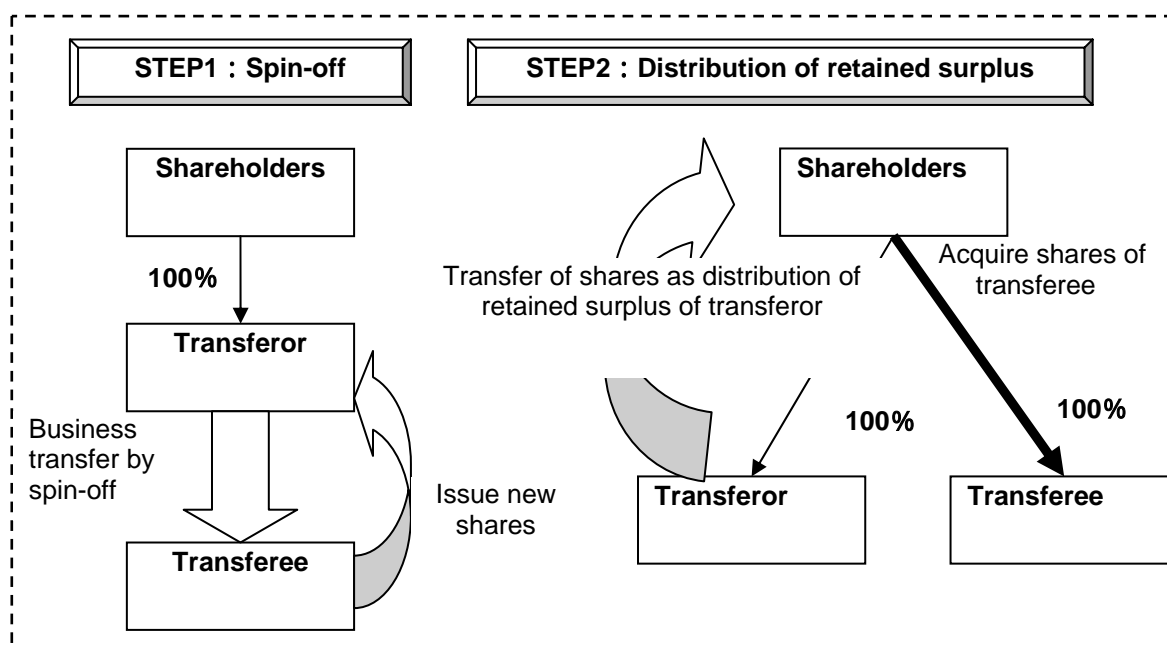 STEP1：Spin-off
Shareholders
100%
Transferor
Business
transfer by
spin-off
Issue new
shares
Transferee
STEP2：Distribution of retained surplus
Shareholders
Acquire shares of
transferee
Transfer of shares as distribution of
retained surplus of transferor
100%
100%
Transferor
Transferee